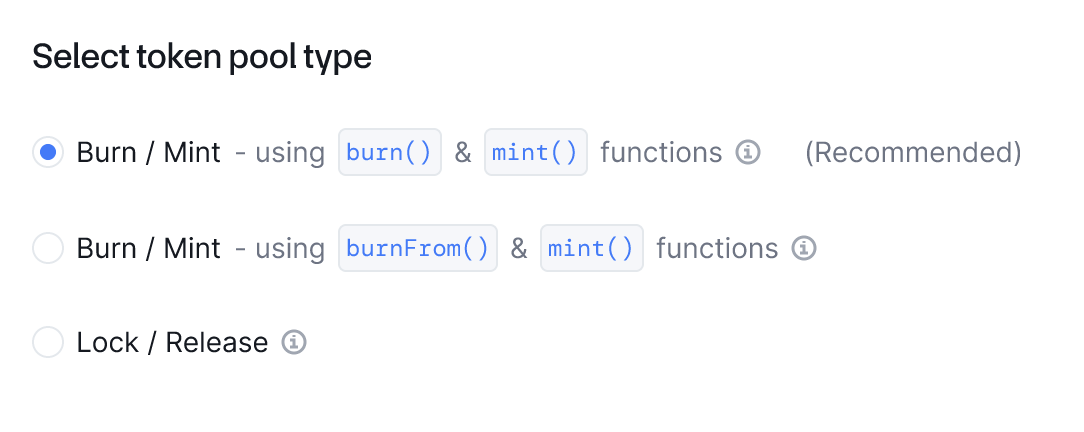 Select token pool type
Burn / Mint - using burn() & mint() functions (Recommended)
Burn / Mint - using burnFrom() & mint() functions
Lock / Release